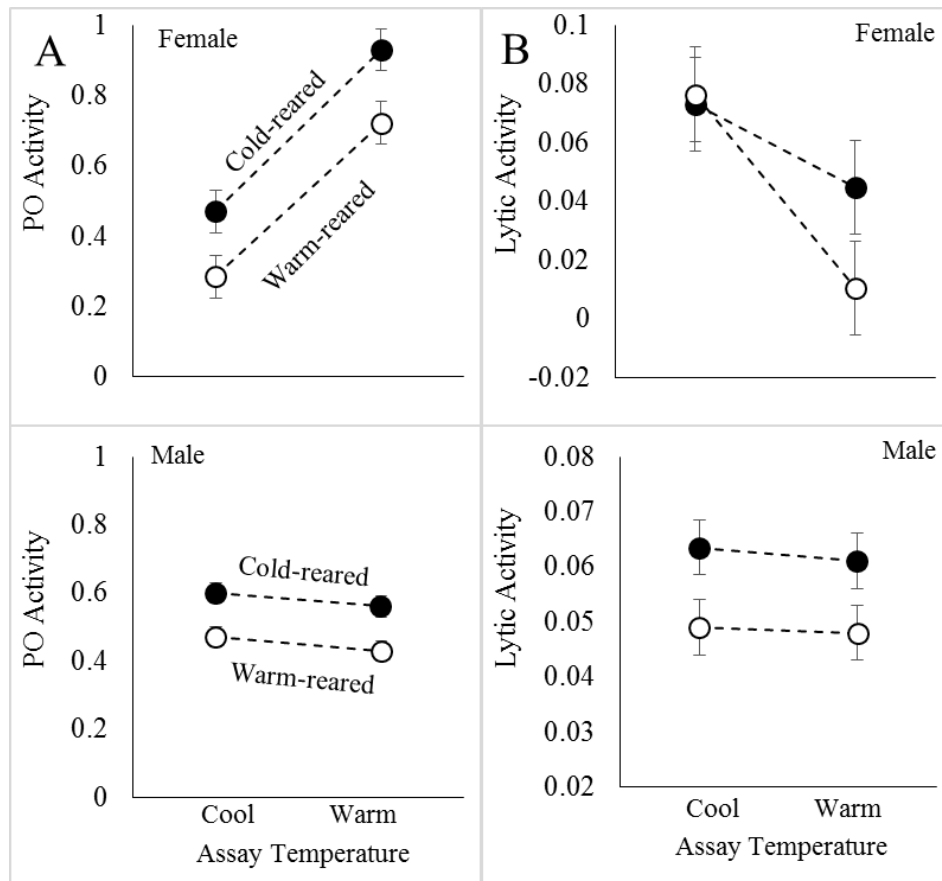 A
Female
1
0.8
0.6
0.4
0.2
0
PO Activity
Cold-reared
Warm-reared
B
Female
0.1
0.08
0.06
0.04
0.02
0
-0.02
Lytic Activity
Male
1
0.8
0.6
0.4
0.2
0
PO Activity
Cold-reared
Warm-reared
Cool Warm
Assay Temperature
Male
0.08
0.07
0.06
0.05
0.04
0.03
0.02
Lytic Activity
Cool Warm
Assay Temperature